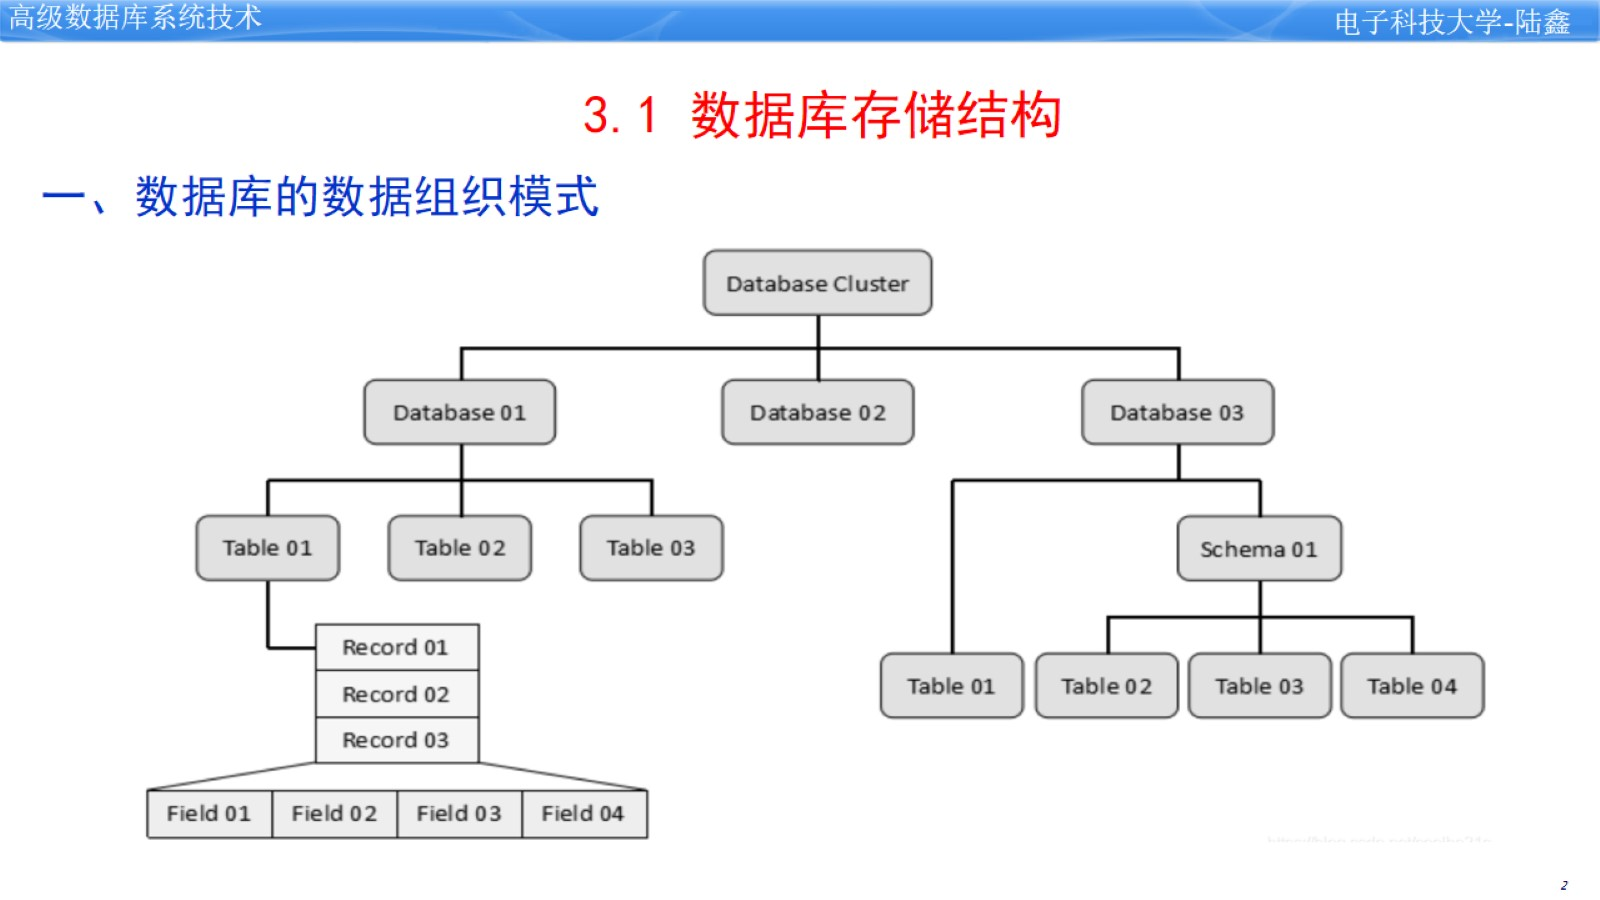 高级数据库系统技术
电子科技大学-陆鑫
3.1 数据库存储结构
一、数据库的数据组织模式
Database Cluster
Database 01
Database 02
Database 03
Table 01
Table 02
Table 03
Schema 01
Record 01
Record 02
Record 03
Table 01
Table 02
Table 03
Table 04
Field 01
Field 02
Field 03
Field 04
2